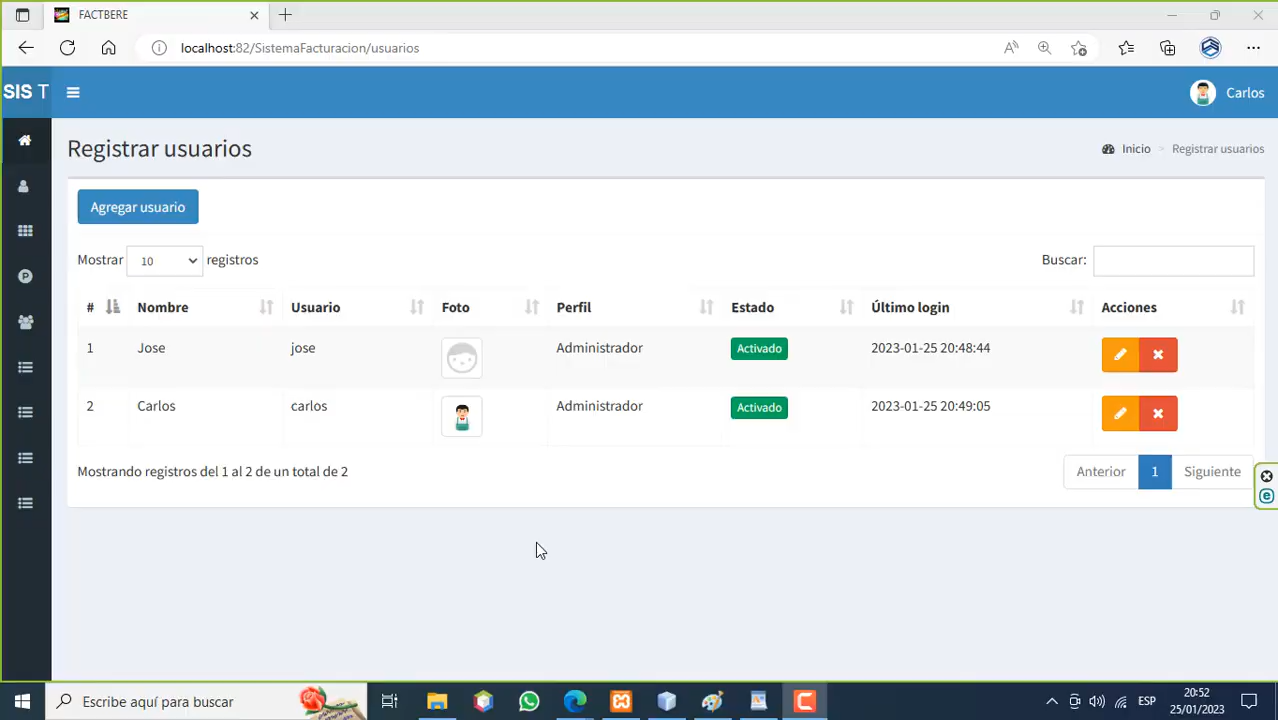 FACTBERE
localhost:82/SistemaFacturacion/usuarios
SIS T
Carlos
Registrar usuarios
Inicio > Registrar usuarios
Agregar usuario
Mostrar 10 registros
Buscar:
# Nombre Usuario Foto Perfil Estado Último login Acciones
1 Jose jose Administrador Activado 2023-01-25 20:48:44
2 Carlos carlos Administrador Activado 2023-01-25 20:49:05
Mostrando registros del 1 al 2 de un total de 2
Anterior 1 Siguiente
Escribe aquí para buscar
ESP
20:52
25/01/2023